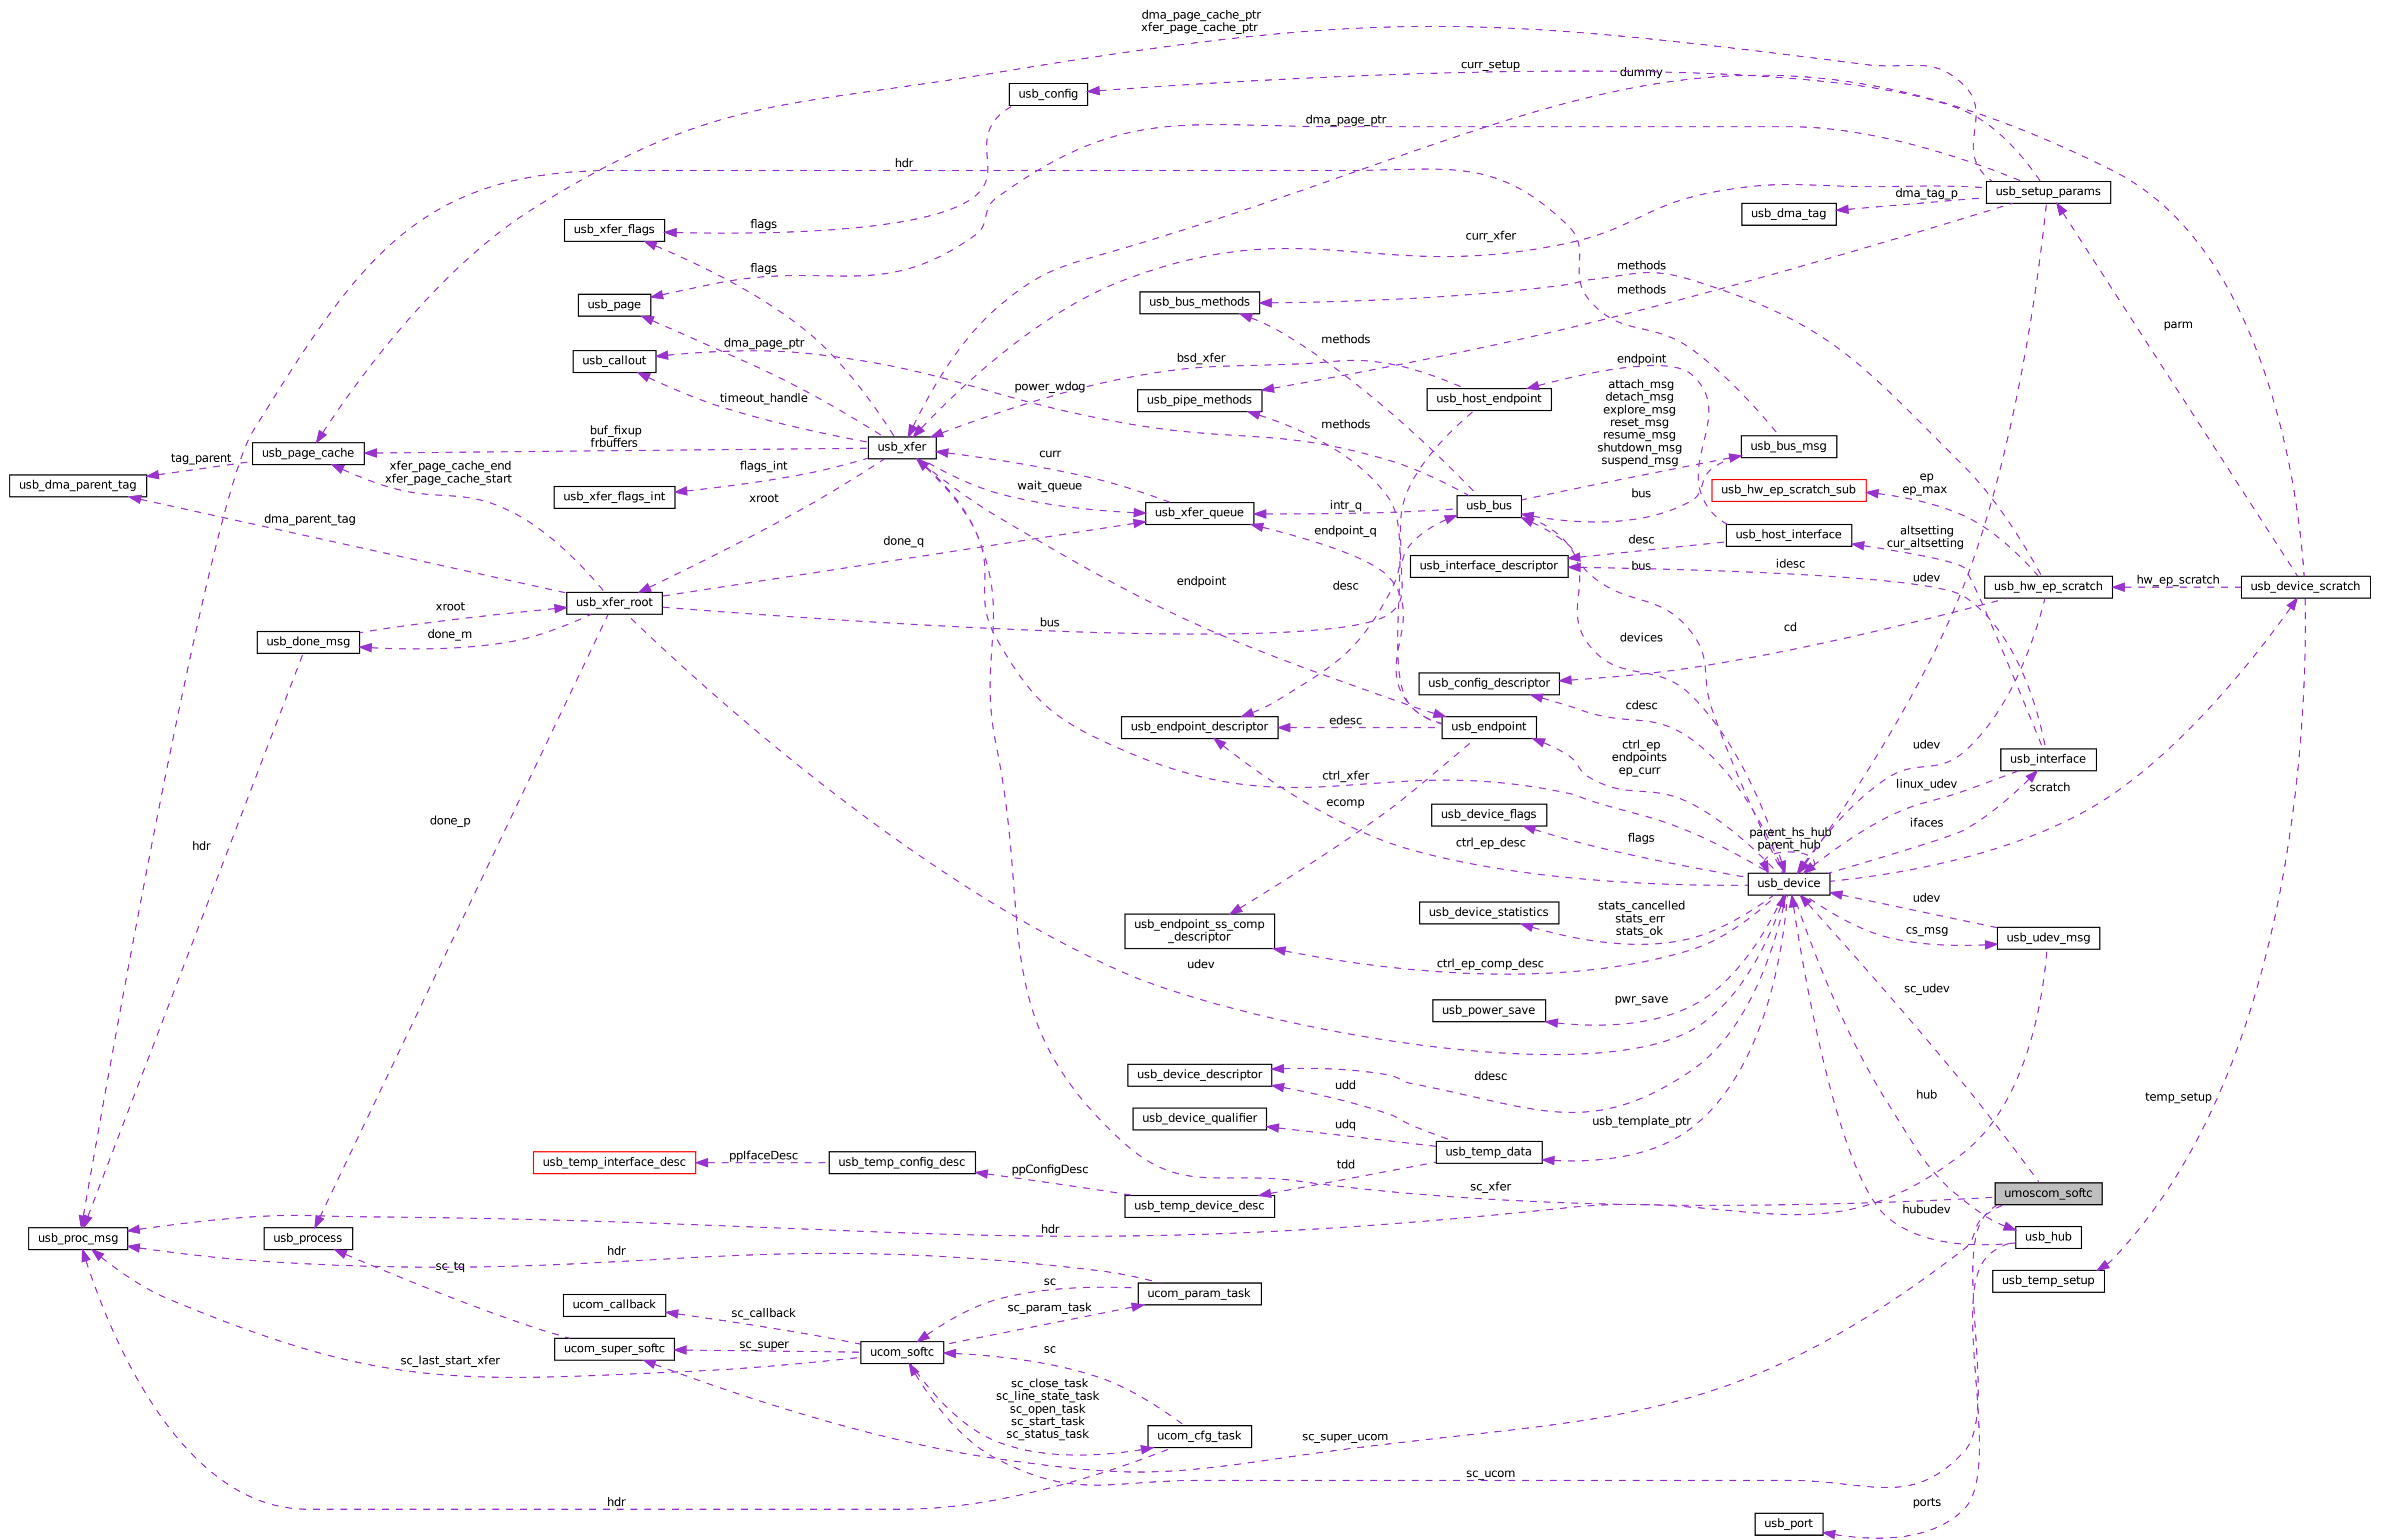 dma_page_cache_ptr
xfer_page_cache_ptr
curr_setup
dummy
usb_config
dma_page_ptr
hdr
usb_setup_params
dma_tag_p
usb_dma_tag
flags
usb_xfer_flags
curr_xfer
methods
flags
usb_page
usb_bus_methods
methods
parm
methods
dma_page_ptr
usb_callout
bsd_xfer
endpoint
power_wdog
attach_msg
detach_msg
explore_msg
reset_msg
resume_msg
shutdown_msg
suspend_msg
timeout_handle
usb_pipe_methods
usb_host_endpoint
methods
buf_fixup
frbuffers
usb_xfer
usb_bus_msg
usb_page_cache
tag_parent
xfer_page_cache_end
xfer_page_cache_start
curr
flags_int
usb_dma_parent_tag
wait_queue
usb_hw_ep_scratch_sub
ep
ep_max
bus
usb_xfer_flags_int
xroot
usb_xfer_queue
intr_q
usb_bus
dma_parent_tag
endpoint_q
usb_host_interface
altsetting
cur_altsetting
done_q
desc
usb_interface_descriptor
bus
idesc
udev
endpoint
desc
usb_hw_ep_scratch
hw_ep_scratch
usb_device_scratch
usb_xfer_root
xroot
done_m
usb_done_msg
bus
cd
devices
usb_config_descriptor
cdesc
usb_endpoint_descriptor
edesc
usb_endpoint
ctrl_ep
endpoints
ep_curr
udev
usb_interface
ctrl_xfer
linux_udev
scratch
ecomp
usb_device_flags
done_p
ifaces
flags
parent_hs_hub
parent_hub
ctrl_ep_desc
hdr
usb_device
udev
usb_device_statistics
stats_cancelled
stats_err
stats_ok
usb_endpoint_ss_comp
_descriptor
cs_msg
usb_udev_msg
udev
ctrl_ep_comp_desc
sc_udev
pwr_save
usb_power_save
usb_device_descriptor
ddesc
udd
hub
temp_setup
usb_device_qualifier
udq
usb_template_ptr
usb_temp_data
usb_temp_interface_desc
ppIfaceDesc
usb_temp_config_desc
ppConfigDesc
tdd
sc_xfer
umoscom_softc
usb_temp_device_desc
hubudev
hdr
usb_proc_msg
usb_process
usb_hub
hdr
sc_tq
usb_temp_setup
sc
ucom_param_task
ucom_callback
sc_callback
sc_param_task
usb_port
ucom_super_softc
sc_super
ucom_softc
sc
sc_last_start_xfer
sc_close_task
sc_line_state_task
sc_open_task
sc_start_task
sc_status_task
ucom_cfg_task
sc_super_ucom
sc_ucom
hdr
ports